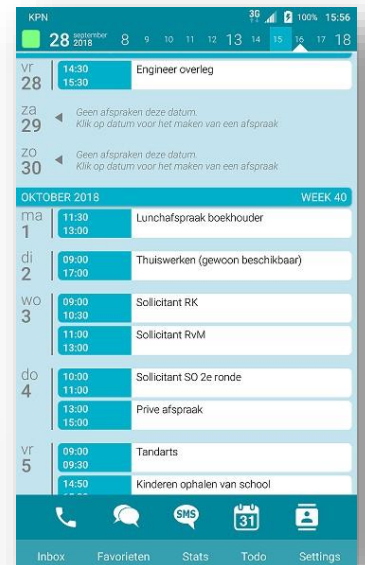 KPN 3G 100% 15:56
28 september 2018 8 9 10 11 12 13 14 15 16 17 18
vr 28 14:30 15:30 Engineer overleg
za 29 Geen afspraken deze datum.
Klik op datum voor het maken van een afspraak
zo 30 Geen afspraken deze datum.
Klik op datum voor het maken van een afspraak
OKTOBER 2018 WEEK 40
ma 1 11:30 13:00 Lunchafspraak boekhouder
di 2 09:00 17:00 Thuiswerken (gewoon beschikbaar)
wo 3 09:00 10:30 Sollicitant RK
11:00 13:00 Sollicitant RvM
do 4 10:00 11:00 Sollicitant SO 2e ronde
13:00 15:00 Prive afspraak
vr 5 09:00 09:30 Tandarts
14:50 Kinderen ophalen van school
SMS 31
Inbox Favorieten Stats Todo Settings